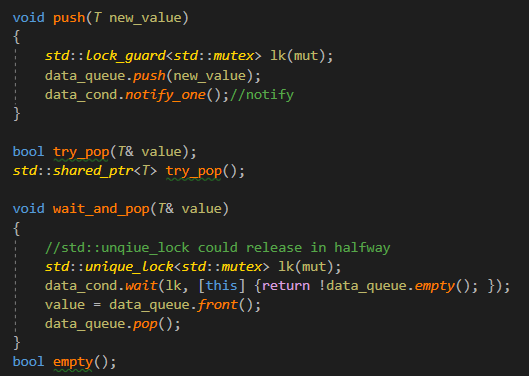 void push(T new_value)
{
    std::lock_guard<std::mutex> lk(mut);
    data_queue.push(new_value);
    data_cond.notify_one();//notify
}
bool try_pop(T& value);
std::shared_ptr<T> try_pop();
void wait_and_pop(T& value)
{
    //std::unqiue_lock could release in halfway
    std::unique_lock<std::mutex> lk(mut);
    data_cond.wait(lk, [this] {return !data_queue.empty(); });
    value = data_queue.front();
    data_queue.pop();
}
bool empty();